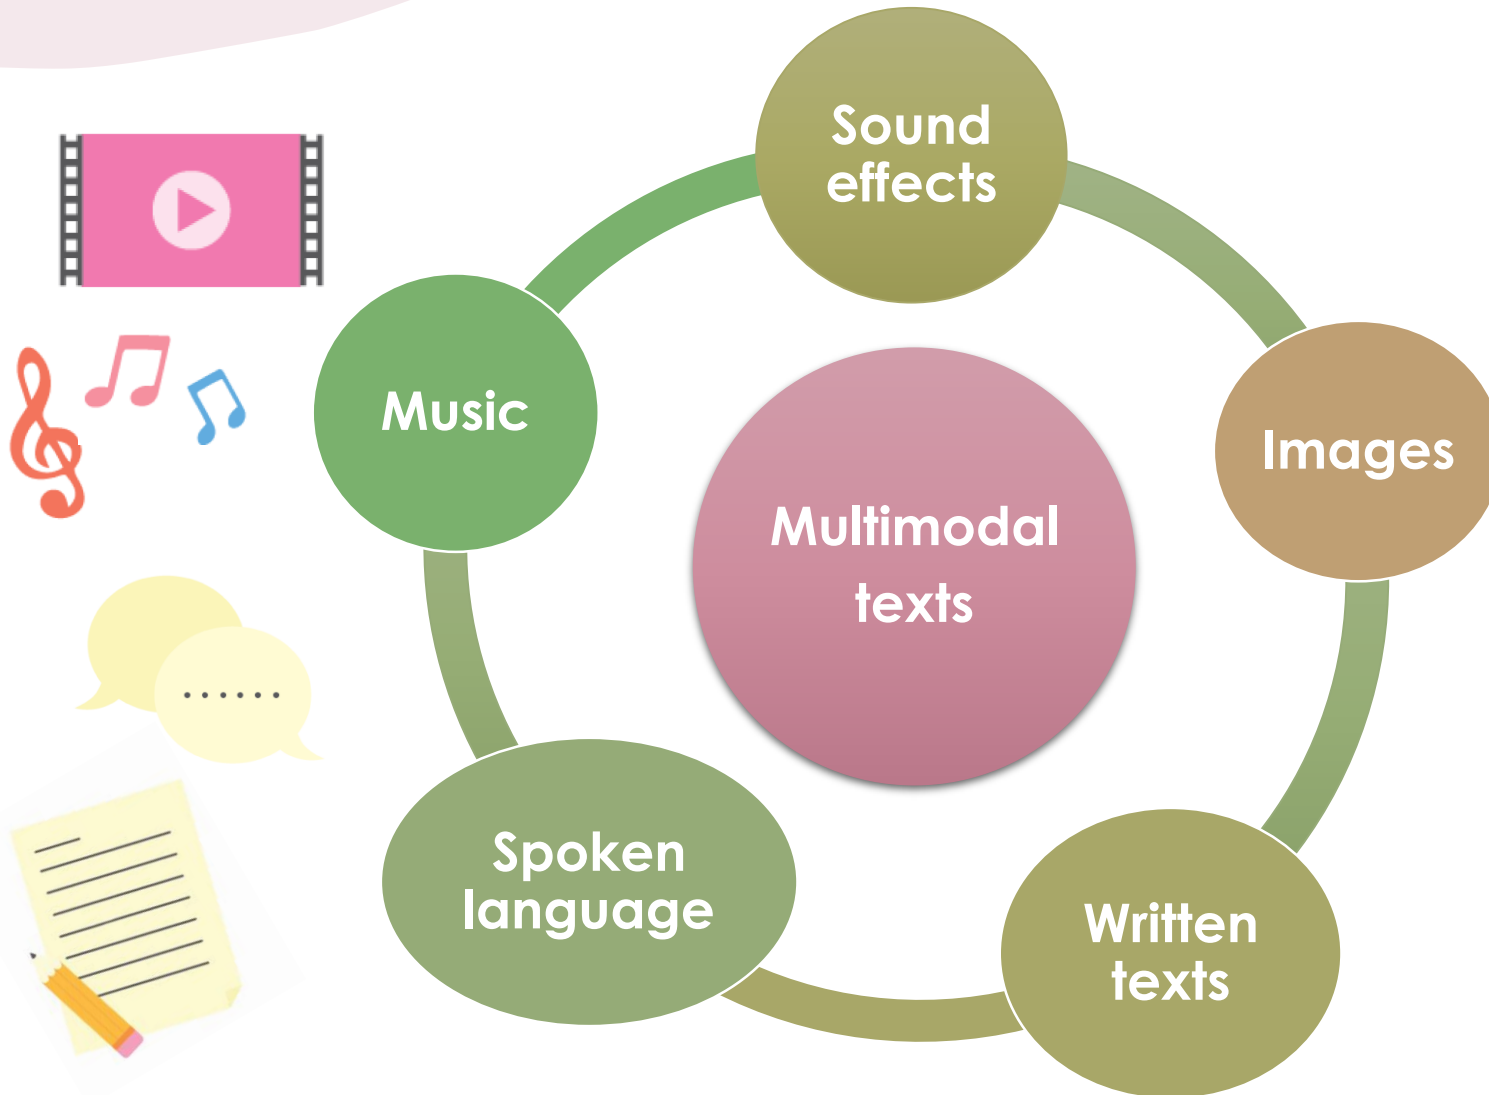 Sound
effects
Music
Images
Multimodal
texts
Spoken
language
Written
texts